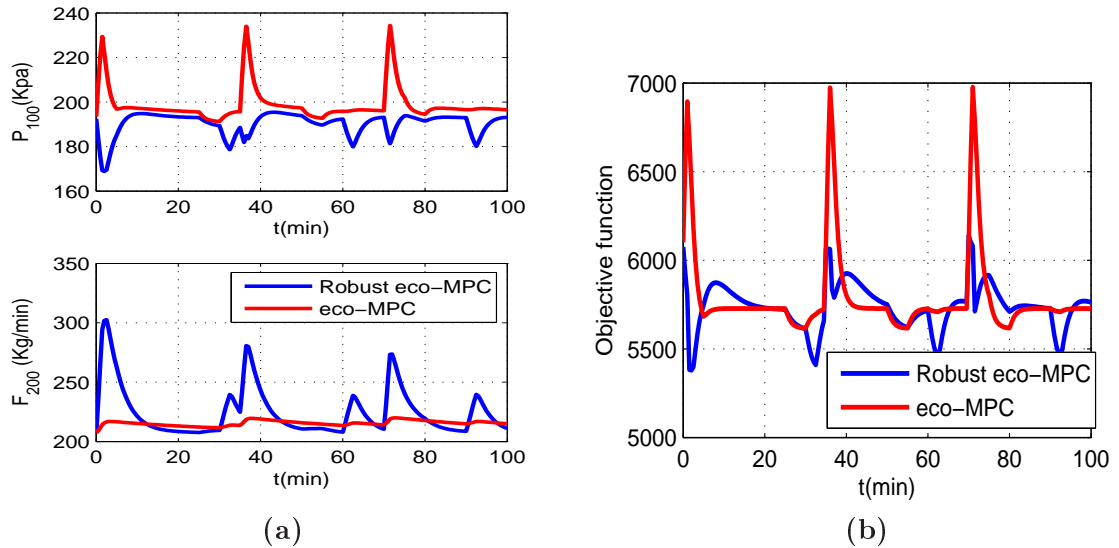 240
220
200
180
160
P_100(Kpa)
0 20 40 60 80 100
t(min)
350
300
250
200
F_200 (Kg/min)
Robust eco−MPC
eco−MPC
0 20 40 60 80 100
t(min)
(a)
7000
6500
6000
5500
5000
Objective function
Robust eco−MPC
eco−MPC
0 20 40 60 80 100
t(min)
(b)